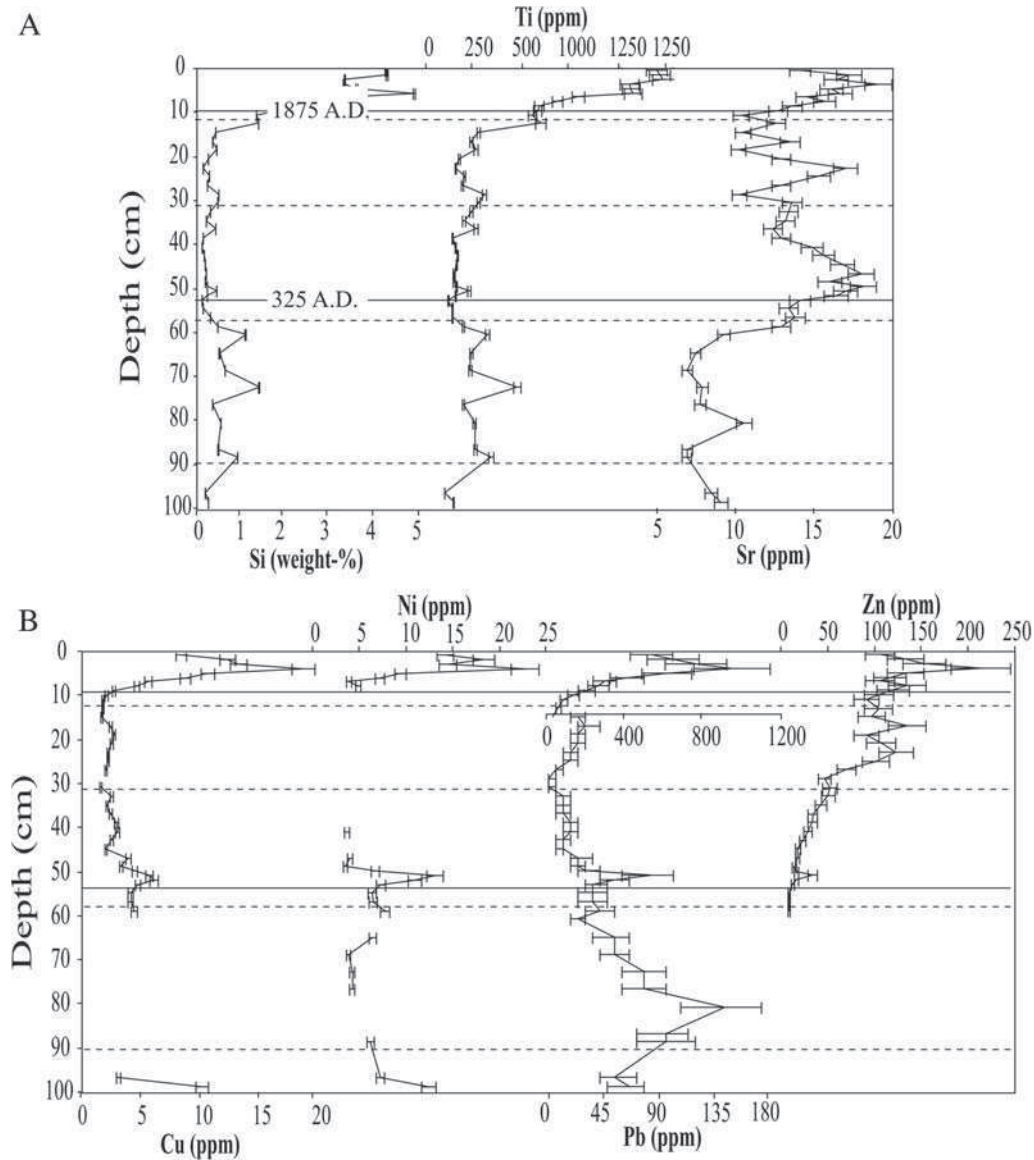 A
Ti (ppm)
0 250 500 1000 1250 1250
0
1875 A.D.
10
20
30
40
50
325 A.D.
60
70
80
90
100
Depth (cm)
0 1 2 3 4 5 5 10 15 20
Si (weight-%) Sr (ppm)
B
Ni (ppm) Zn (ppm)
0 5 10 15 20 25 0 50 100 150 200 250
0
10
0 400 800 1200
20
30
40
50
60
70
80
90
100
Depth (cm)
0 5 10 15 20 0 45 90 135 180
Cu (ppm) Pb (ppm)